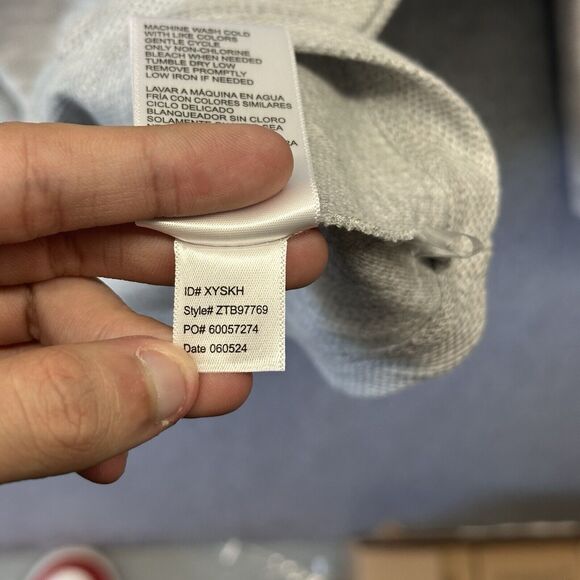 MACHINE WASH COLD
WITH LIKE COLORS
GENTLE CYCLE
ONLY NON-CHLORINE
BLEACH WHEN NEEDED
TUMBLE DRY LOW
REMOVE PROMPTLY
LOW IRON IF NEEDED
LAVAR A MÁQUINA EN AGUA
FRÍA CON COLORES SIMILARES
CICLO DELICADO
BLANQUEADOR SIN CLORO
SOLAMENTE
ID# XYSKH
Style# ZTB97769
PO# 60057274
Date 060524